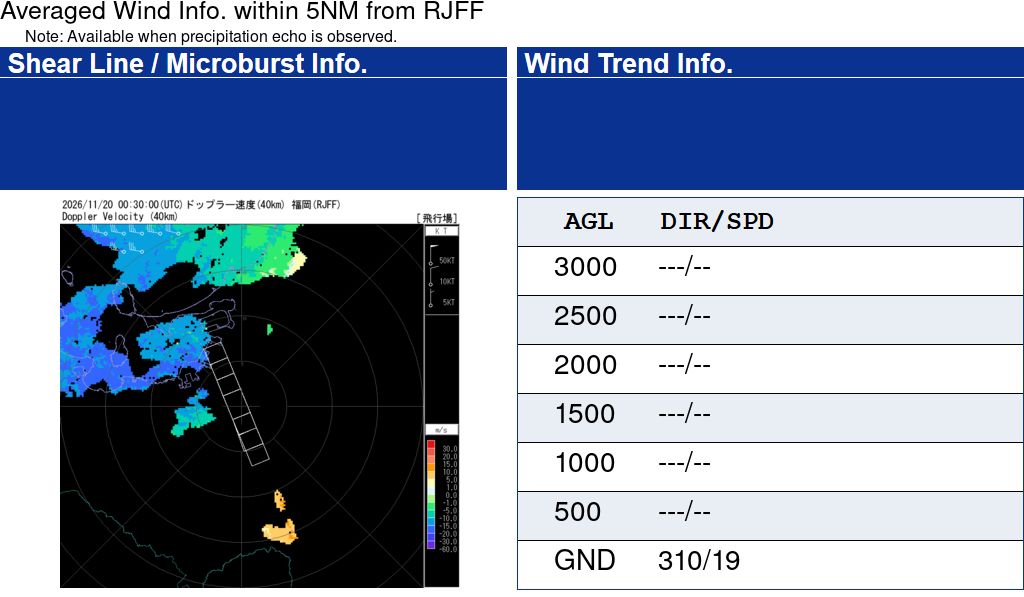 Averaged Wind Info. within 5NM from RJFF
Note: Available when precipitation echo is observed.
Shear Line / Microburst Info.
Wind Trend Info.
2026/11/20 00:30:00(UTC) ドップラー速度(40km) 福岡(RJFF)
Doppler Velocity (40km)
[飛行場]
KT
50KT
10KT
5KT
m/s
30.0
20.0
15.0
10.0
5.0
1.0
0.0
-1.0
-5.0
-10.0
-15.0
-20.0
-30.0
-60.0
AGL DIR/SPD
3000 ---/--
2500 ---/--
2000 ---/--
1500 ---/--
1000 ---/--
500 ---/--
GND 310/19